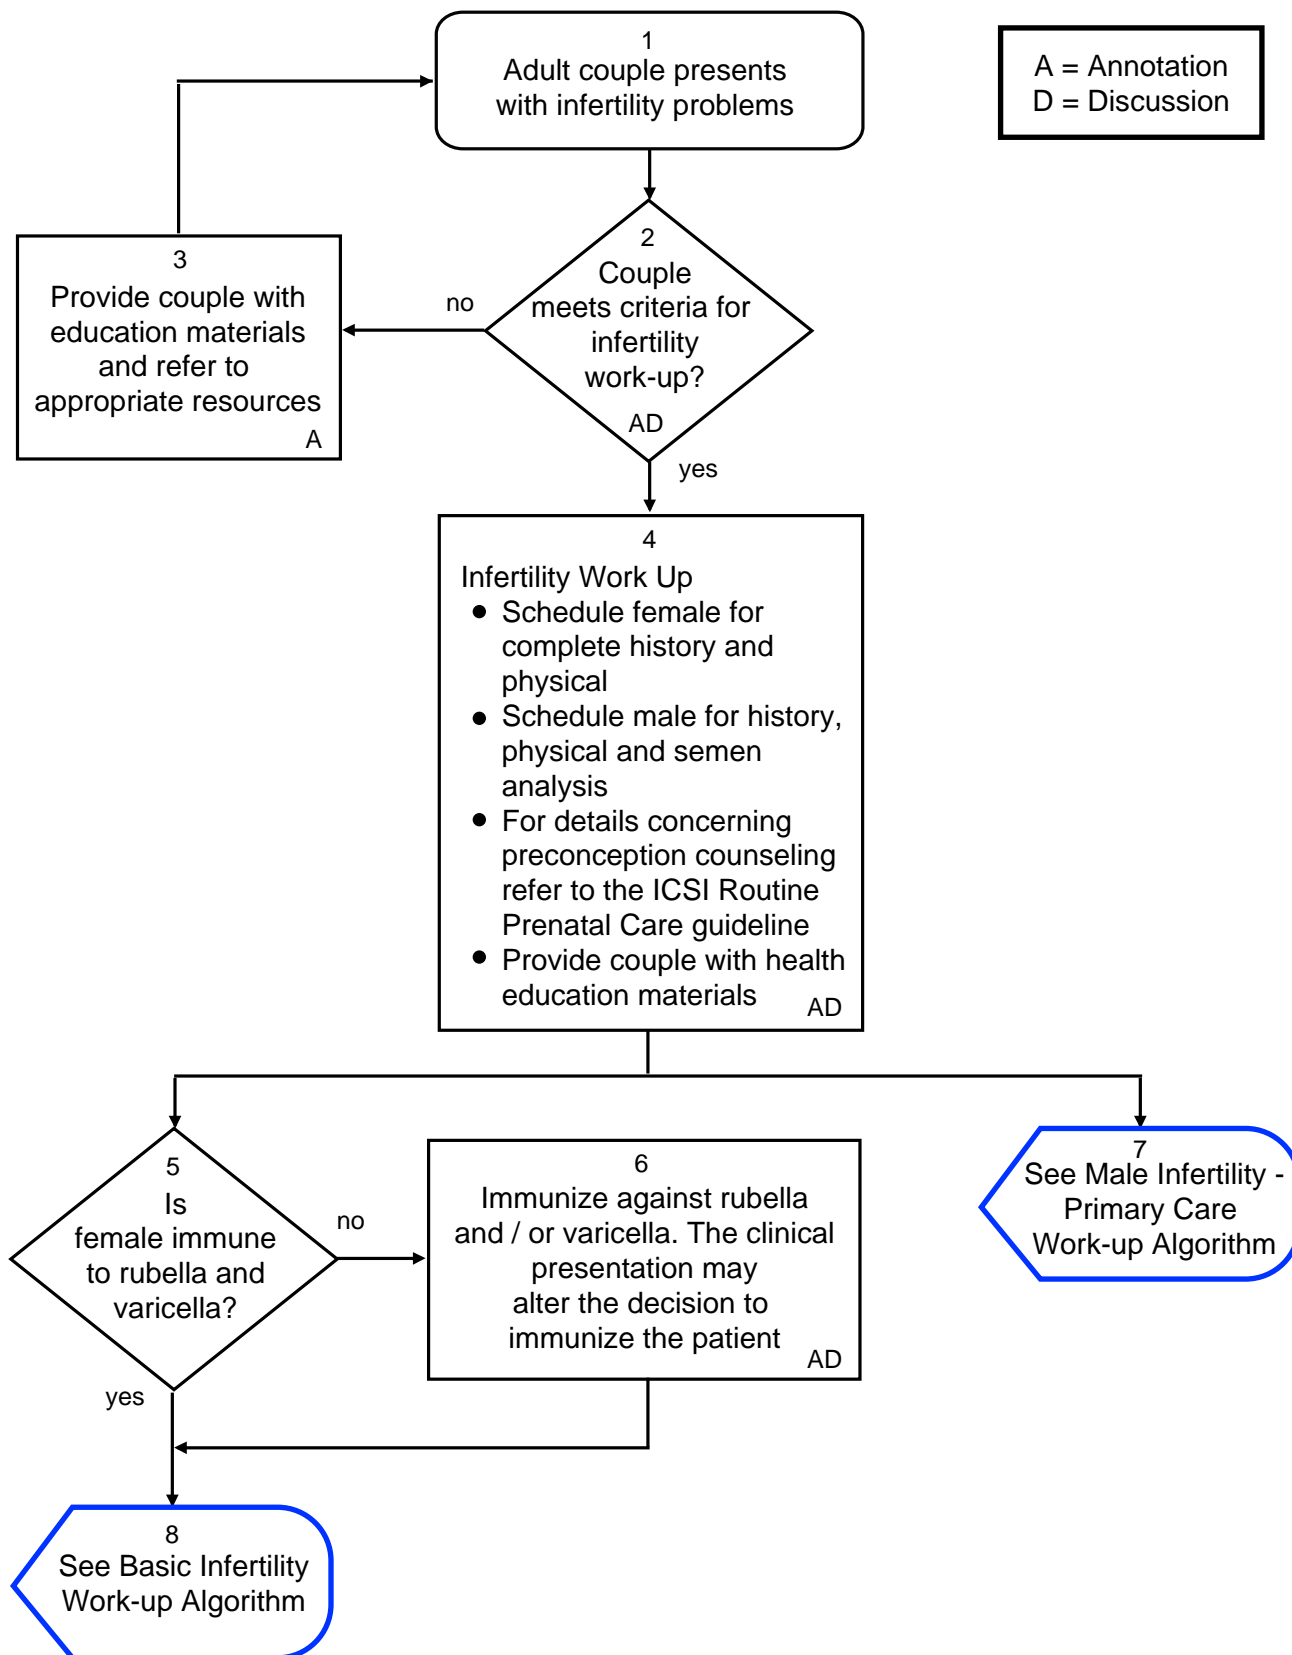 1
Adult couple presents
with infertility problems
A = Annotation
D = Discussion
2
Couple
meets criteria for
infertility
work-up?
AD
no
yes
3
Provide couple with
education materials
and refer to
appropriate resources
A
4
Infertility Work Up
● Schedule female for
complete history and
physical
● Schedule male for history,
physical and semen
analysis
● For details concerning
preconception counseling
refer to the ICSI Routine
Prenatal Care guideline
● Provide couple with health
education materials
AD
5
Is
female immune
to rubella and
varicella?
no
yes
6
Immunize against rubella
and / or varicella. The clinical
presentation may
alter the decision to
immunize the patient
AD
7
See Male Infertility -
Primary Care
Work-up Algorithm
8
See Basic Infertility
Work-up Algorithm